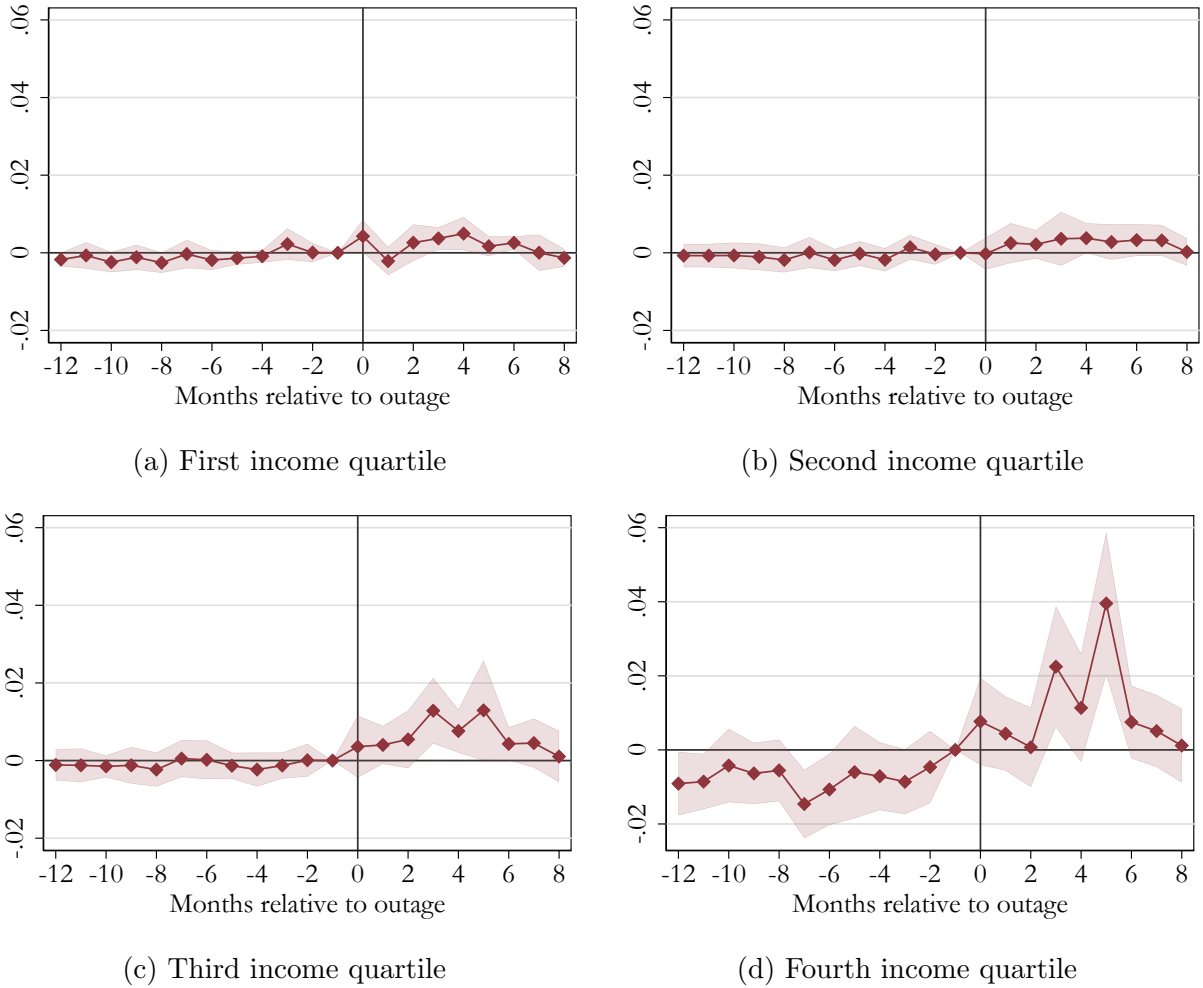 .06
.04
.02
0
-.02
-12 -10 -8 -6 -4 -2 0 2 4 6 8
Months relative to outage
(a) First income quartile
.06
.04
.02
0
-.02
-12 -10 -8 -6 -4 -2 0 2 4 6 8
Months relative to outage
(b) Second income quartile
.06
.04
.02
0
-.02
-12 -10 -8 -6 -4 -2 0 2 4 6 8
Months relative to outage
(c) Third income quartile
.06
.04
.02
0
-.02
-12 -10 -8 -6 -4 -2 0 2 4 6 8
Months relative to outage
(d) Fourth income quartile